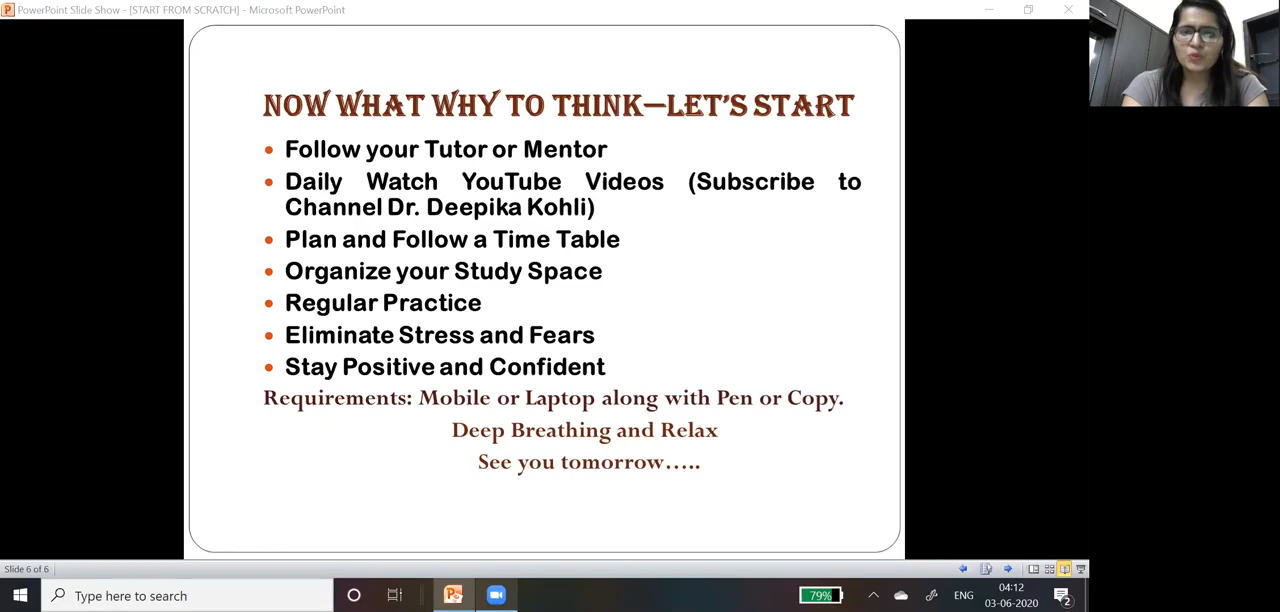 PowerPoint Slide Show - [START FROM SCRATCH] - Microsoft PowerPoint
NOW WHAT WHY TO THINK—LET'S START
• Follow your Tutor or Mentor
• Daily Watch YouTube Videos (Subscribe to
Channel Dr. Deepika Kohli)
• Plan and Follow a Time Table
• Organize your Study Space
• Regular Practice
• Eliminate Stress and Fears
• Stay Positive and Confident
Requirements: Mobile or Laptop along with Pen or Copy.
Deep Breathing and Relax
See you tomorrow…..
Slide 6 of 6
Type here to search
79%
ENG
04:12
03-06-2020
2